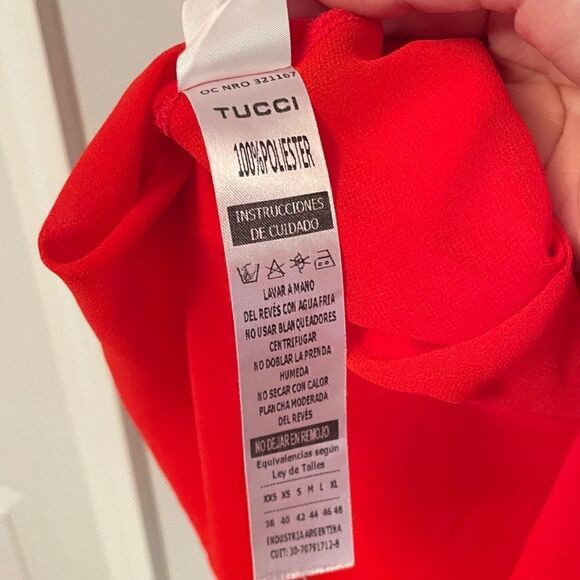 OC NRO 321167
TUCCI
100%POLIESTER
INSTRUCCIONES
DE CUIDADO
LAVAR A MANO
DEL REVÉS CON AGUA FRIA
NO USAR BLANQUEADORES
CENTRIFUGAR
NO DOBLAR LA PRENDA
HUMEDA
NO SECAR CON CALOR
PLANCHA MODERADA
DEL REVÉS
NO DEJAR EN REMOJO
Equivalencias según
Ley de Talles
XXS XS S M L XL
38 40 42 44 46 48
INDUSTRIA ARGENTINA
CUIT: 30-70791712-8